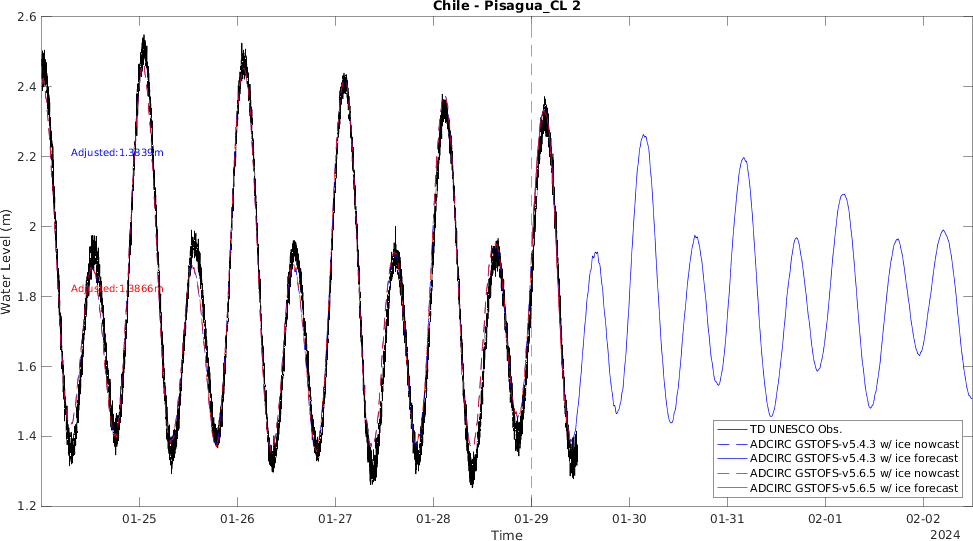 Chile - Pisagua_CL 2
2.6
2.4
2.2
2
1.8
1.6
1.4
1.2
Water Level (m)
Adjusted:1.3839m
Adjusted:1.3866m
TD UNESCO Obs.
ADCIRC GSTOFS-v5.4.3 w/ ice nowcast
ADCIRC GSTOFS-v5.4.3 w/ ice forecast
ADCIRC GSTOFS-v5.6.5 w/ ice nowcast
ADCIRC GSTOFS-v5.6.5 w/ ice forecast
01-25 01-26 01-27 01-28 01-29 01-30 01-31 02-01 02-02
Time
2024